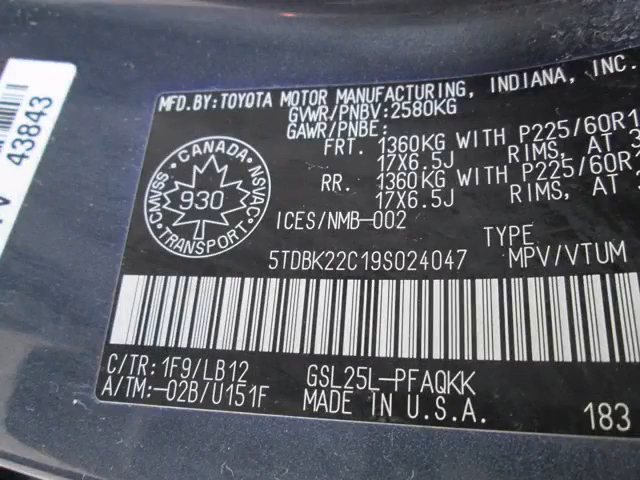 43843
MFD.BY:TOYOTA MOTOR MANUFACTURING, INDIANA, INC.
GVWR/PNBV:2580KG
GAWR/PNBE:
FRT. 1360KG WITH P225/60R1
17X6.5J RIMS, AT
RR. 1360KG WITH P225/60R
17X6.5J RIMS, AT
CANADA
CMVSS 930 NSVAC
TRANSPORT
ICES/NMB-002
TYPE
5TDBK22C19S024047 MPV/VTUM
C/TR: 1F9/LB12 GSL25L-PFAQKK
A/TM:-02B/U151F MADE IN U.S.A. 183